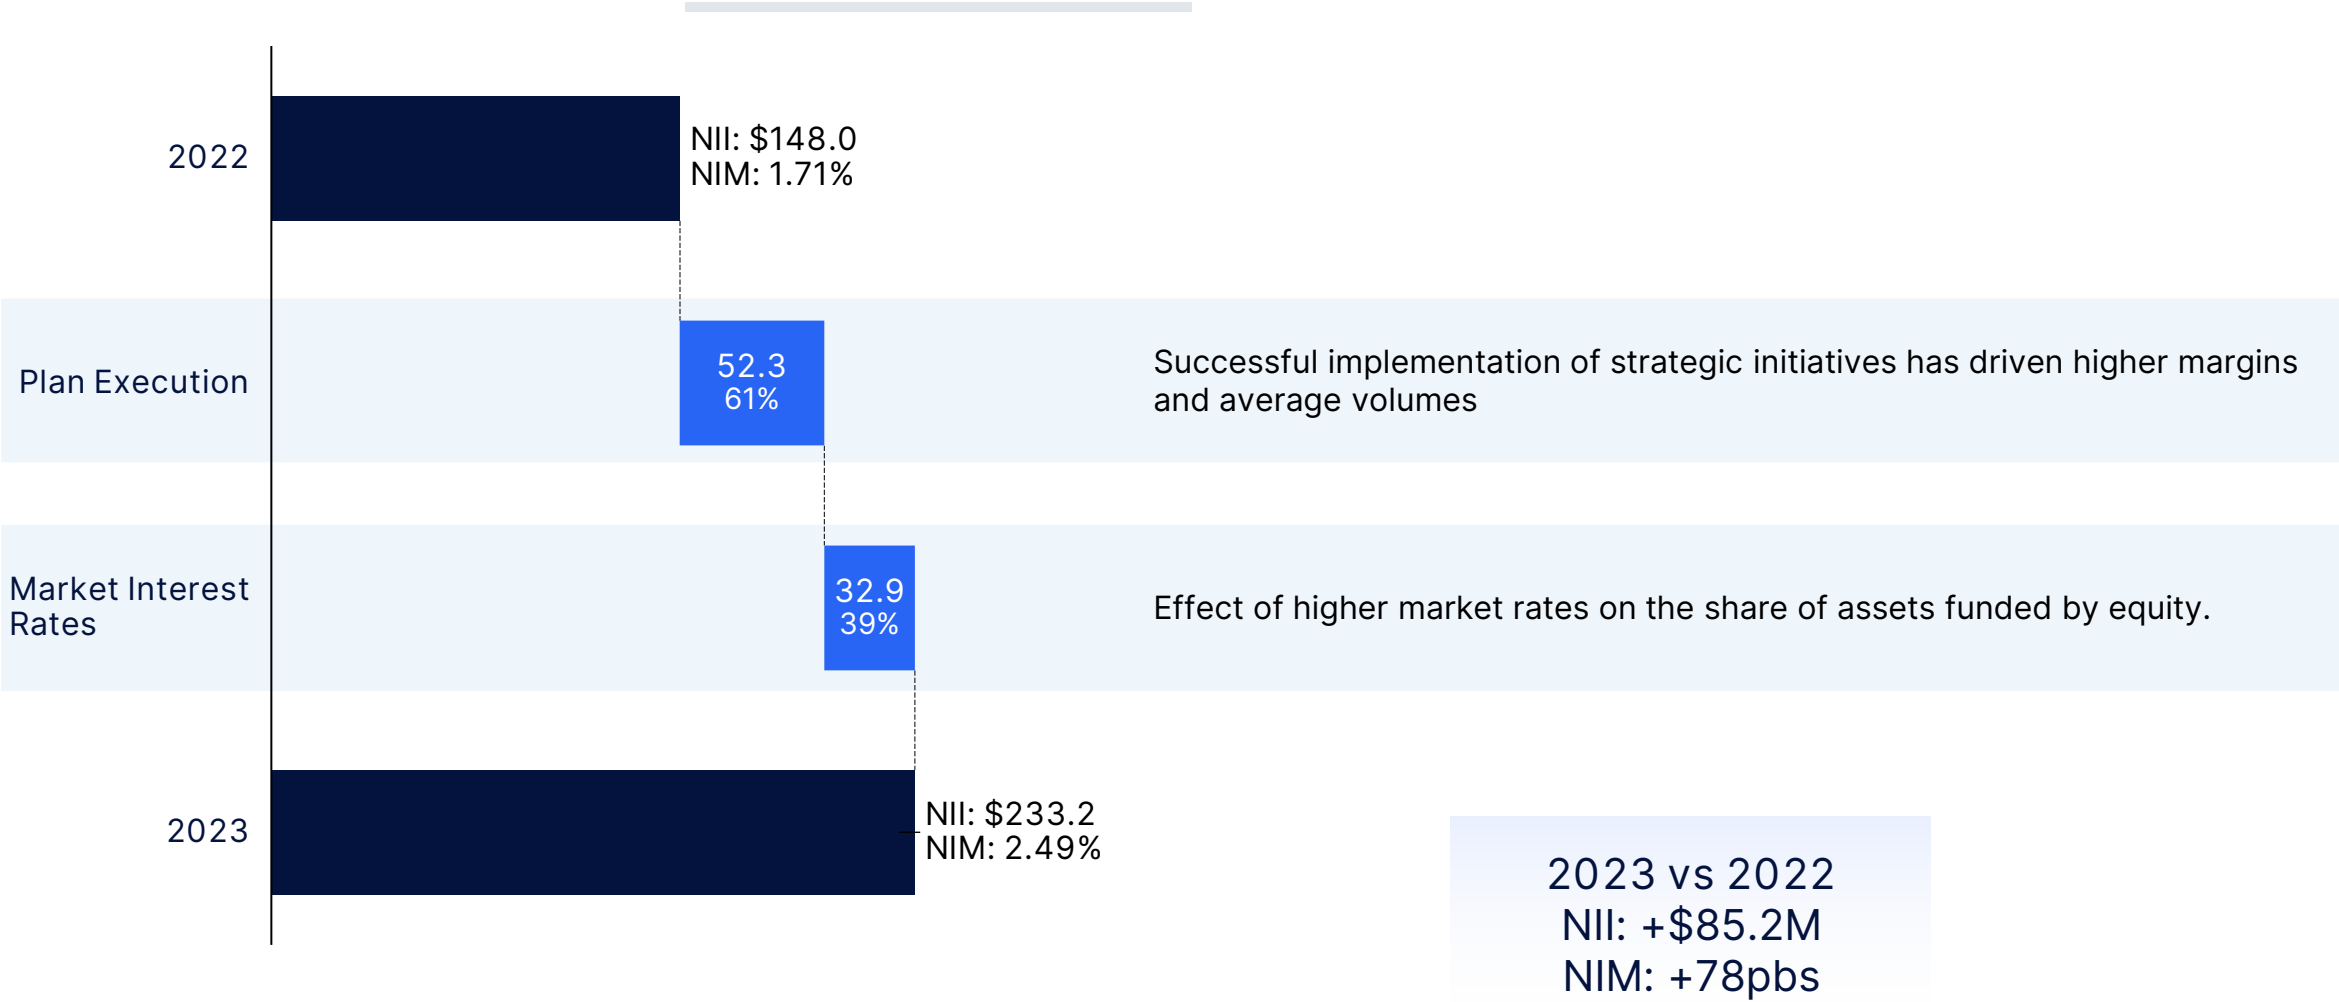 2022
NII: $148.0
NIM: 1.71%
Plan Execution
52.3
61%
Successful implementation of strategic initiatives has driven higher margins
and average volumes
Market Interest
Rates
32.9
39%
Effect of higher market rates on the share of assets funded by equity.
2023
NII: $233.2
NIM: 2.49%
2023 vs 2022
NII: +$85.2M
NIM: +78pbs